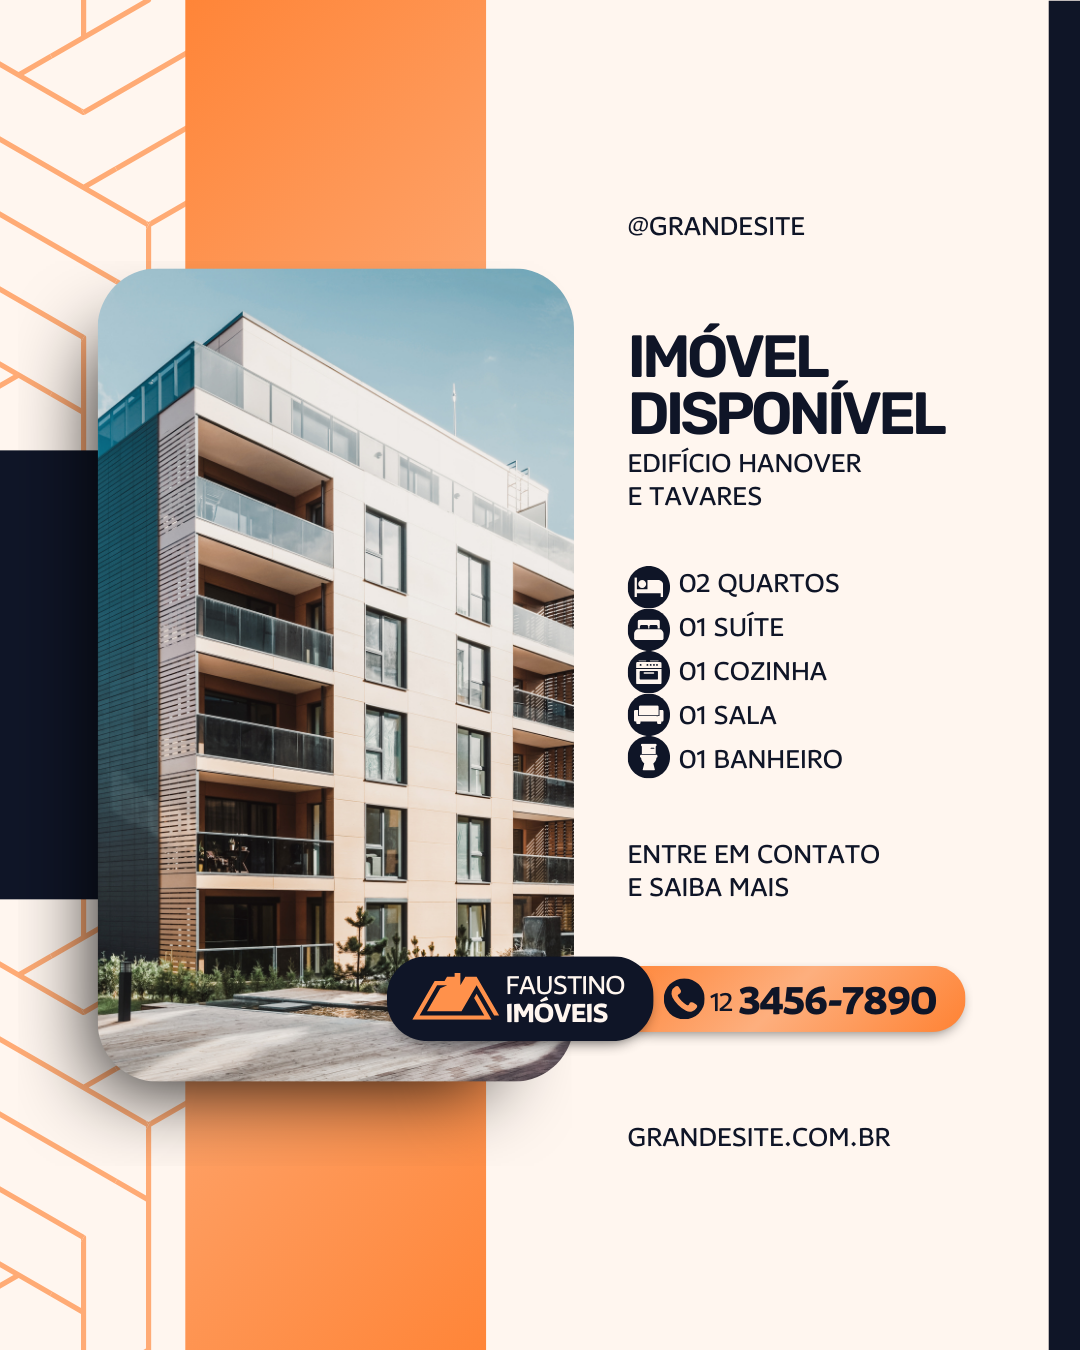 @GRANDESITE
IMÓVEL
DISPONÍVEL
EDIFÍCIO HANOVER
E TAVARES
02 QUARTOS
01 SUÍTE
01 COZINHA
01 SALA
01 BANHEIRO
ENTRE EM CONTATO
E SAIBA MAIS
FAUSTINO
IMÓVEIS
12 3456-7890
GRANDESITE.COM.BR